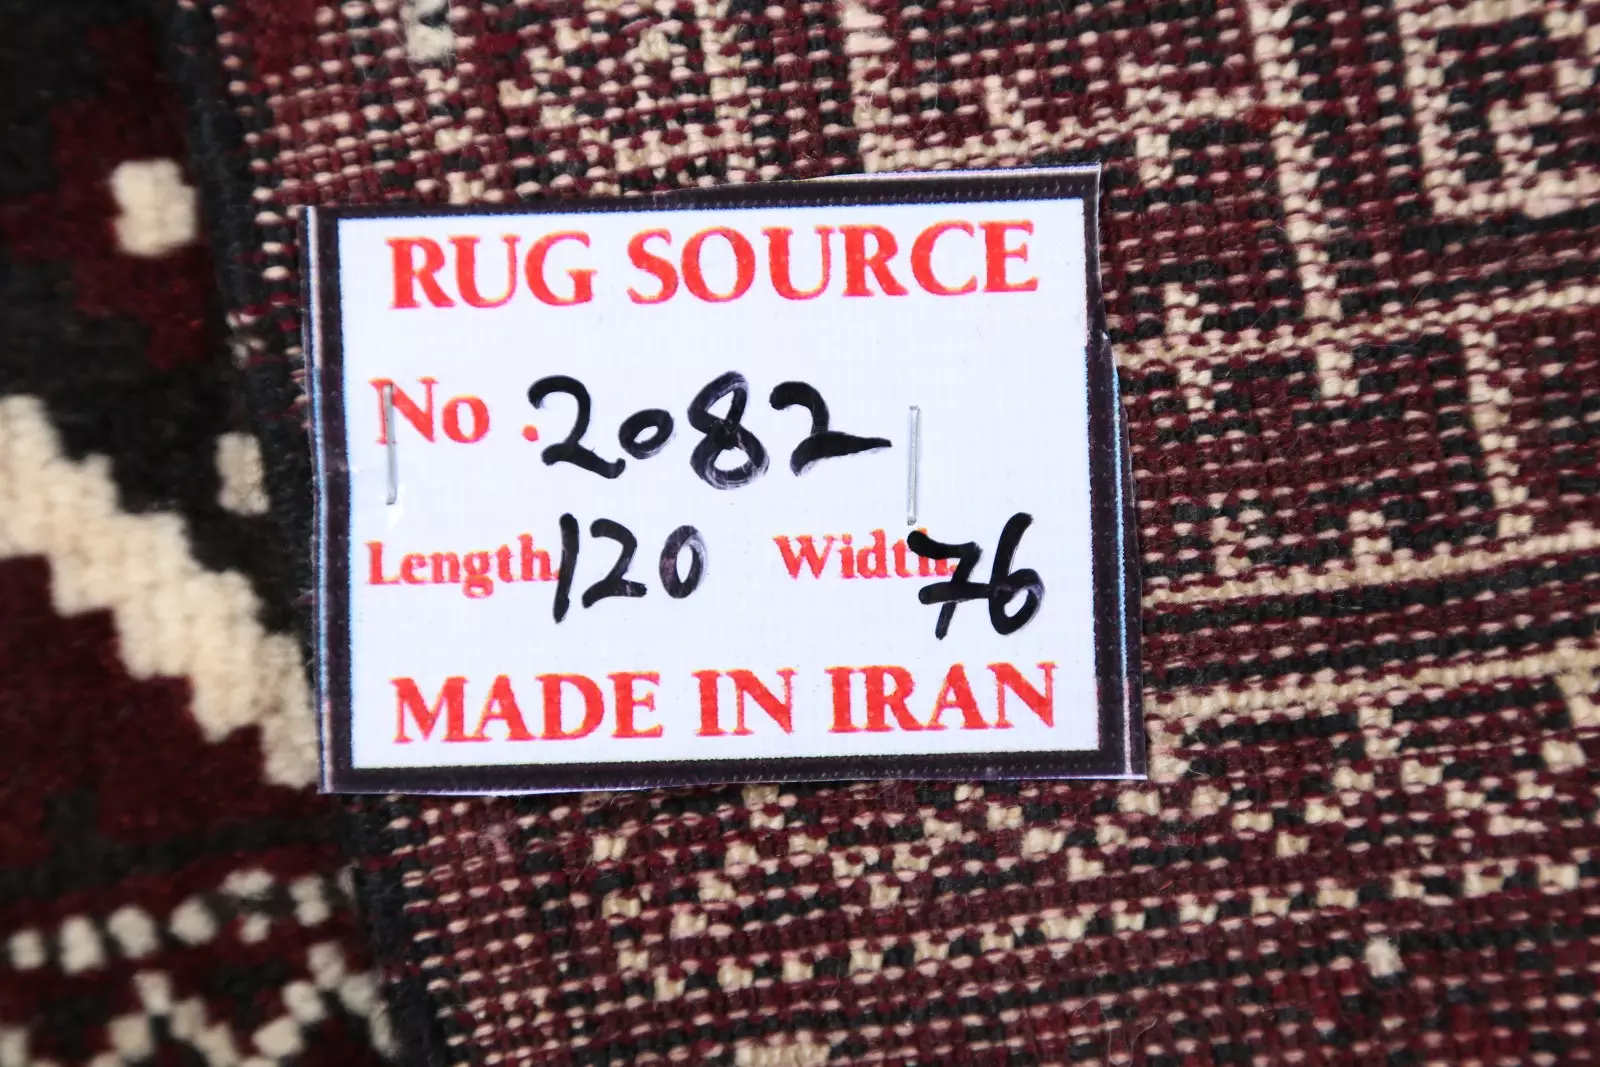 RUG SOURCE
No. 2082
Length. 120 Width. 76
MADE IN IRAN